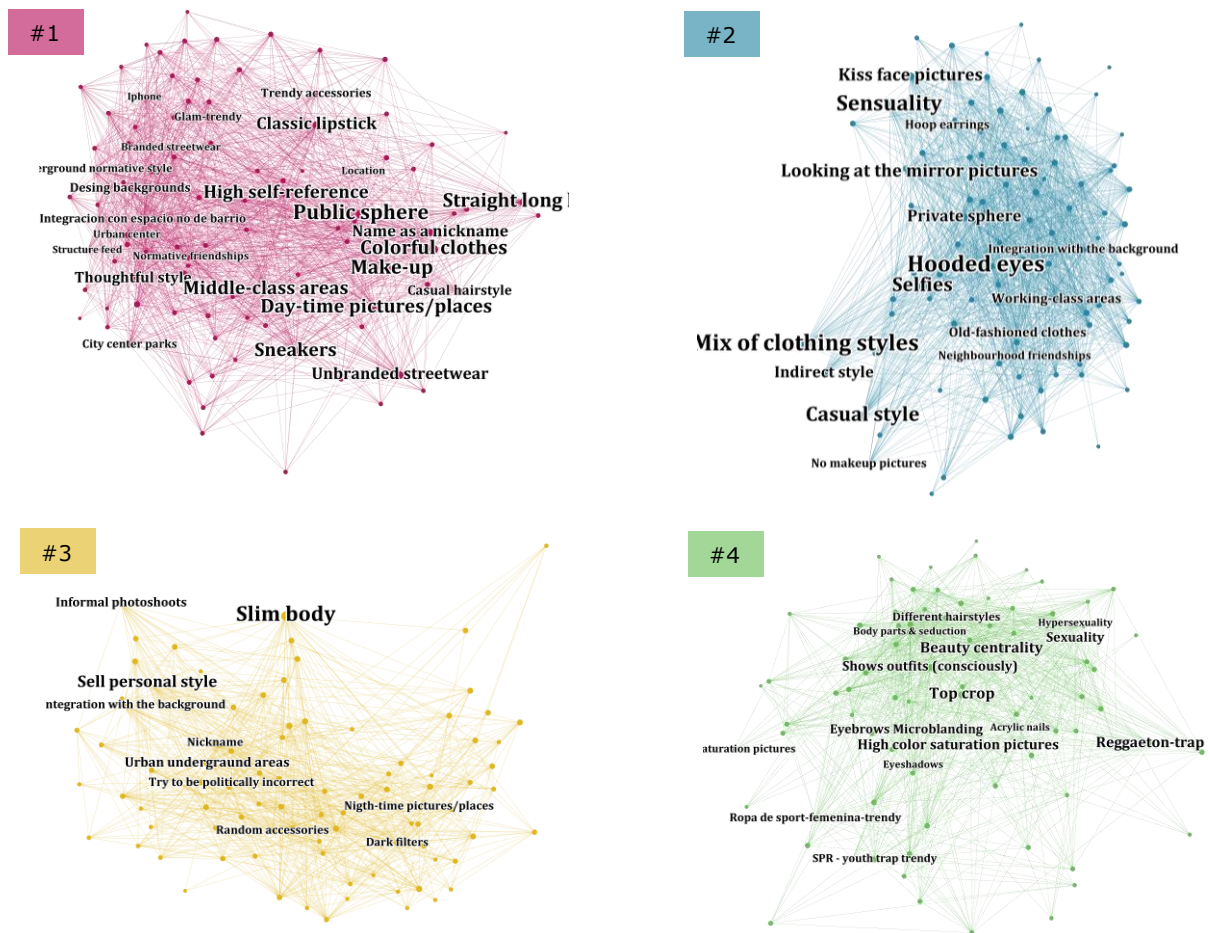 #1
Iphone
Trendy accessories
Glam-trendy
Classic lipstick
Branded streetwear
erground normative style
Location
Desing backgrounds
High self-reference
Straight long
Public sphere
Integracion con espacio no de barrio
Name as a nickname
Urban center
Colorful clothes
Structure feed
Normative friendships
Make-up
Thoughtful style
Middle-class areas
Casual hairstyle
Day-time pictures/places
City center parks
Sneakers
Unbranded streetwear
#2
Kiss face pictures
Sensuality
Hoop earrings
Looking at the mirror pictures
Private sphere
Integration with the background
Hooded eyes
Selfies
Working-class areas
Old-fashioned clothes
Mix of clothing styles
Neighbourhood friendships
Indirect style
Casual style
No makeup pictures
#3
Informal photoshoots
Slim body
Sell personal style
ntegration with the background
Nickname
Urban undergraund areas
Try to be politically incorrect
Nigth-time pictures/places
Random accessories
Dark filters
#4
Different hairstyles
Hypersexuality
Body parts & seduction
Sexuality
Beauty centrality
Shows outfits (consciously)
Top crop
Eyebrows Microblanding
Acrylic nails
aturation pictures
High color saturation pictures
Reggaeton-trap
Eyeshadows
Ropa de sport-femenina-trendy
SPR - youth trap trendy